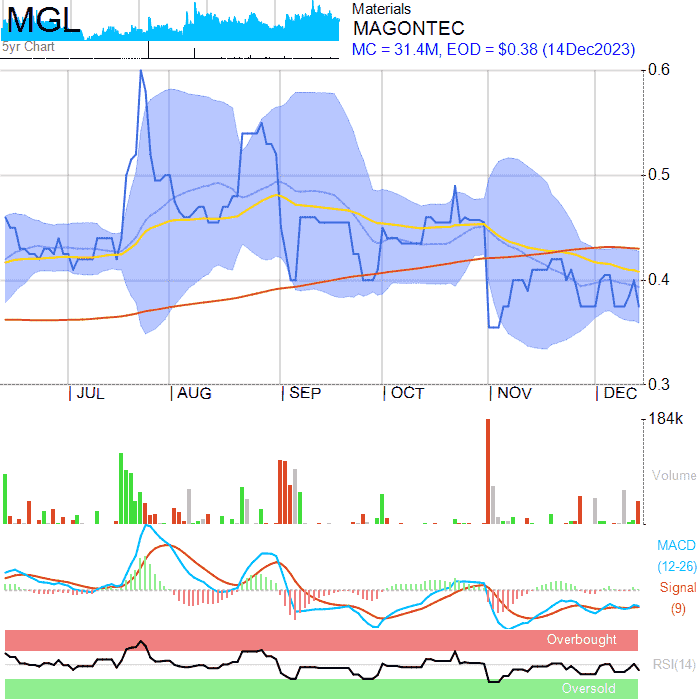 MGL
5yr Chart
Materials
MAGONTEC
MC = 31.4M, EOD = $0.38 (14Dec2023)
0.6
0.5
0.4
0.3
JUL AUG SEP OCT NOV DEC
184k
Volume
MACD
(12-26)
Signal
(9)
Overbought
RSI(14)
Oversold